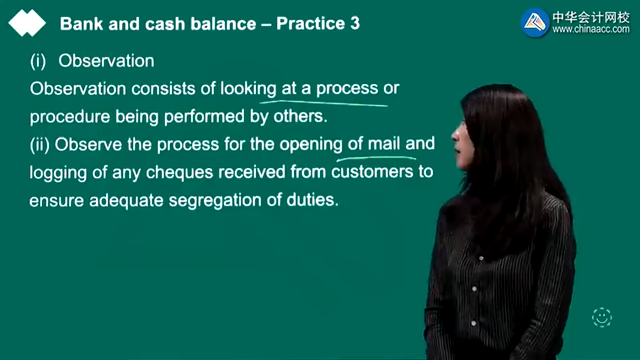 Bank and cash balance – Practice 3
中华会计网校
www.chinaacc.com
(i) Observation
Observation consists of looking at a process or
procedure being performed by others.
(ii) Observe the process for the opening of mail and
logging of any cheques received from customers to
ensure adequate segregation of duties.